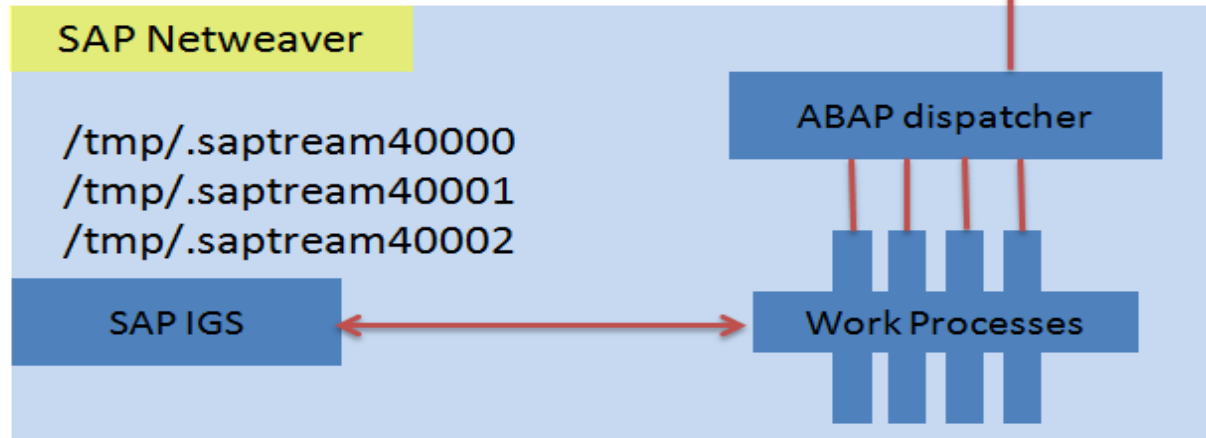 SAP Netweaver
ABAP dispatcher
/tmp/.saptream40000
/tmp/.saptream40001
/tmp/.saptream40002
SAP IGS
Work Processes